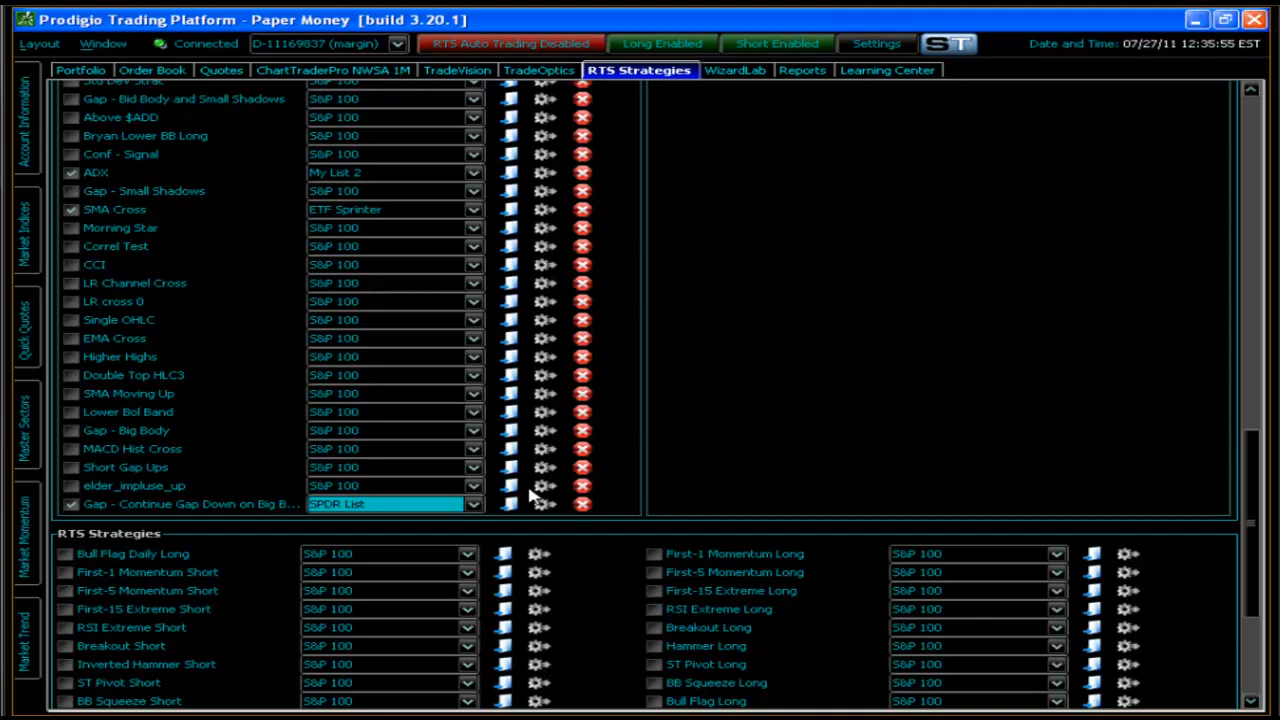 Prodigio Trading Platform - Paper Money [build 3.20.1]
Layout Window Connected D-11169837 (margin) RTS Auto Trading Disabled Long Enabled Short Enabled Settings ST Date and Time: 07/27/11 12:35:55 EST
Portfolio Order Book Quotes ChartTraderPro NWSA 1M TradeVision TradeOptics RTS Strategies WizardLab Reports Learning Center
Account Information
Market Indices
Quick Quotes
Master Sectors
Market Momentum
Market Trend
Std Dev Strat S&P 100
Gap - Bid Body and Small Shadows S&P 100
Above $ADD S&P 100
Bryan Lower BB Long S&P 100
Conf - Signal S&P 100
ADX My List 2
Gap - Small Shadows S&P 100
SMA Cross ETF Sprinter
Morning Star S&P 100
Correl Test S&P 100
CCI S&P 100
LR Channel Cross S&P 100
LR cross 0 S&P 100
Single OHLC S&P 100
EMA Cross S&P 100
Higher Highs S&P 100
Double Top HLC3 S&P 100
SMA Moving Up S&P 100
Lower Bol Band S&P 100
Gap - Big Body S&P 100
MACD Hist Cross S&P 100
Short Gap Ups S&P 100
elder_impluse_up S&P 100
Gap - Continue Gap Down on Big B... SPDR List
RTS Strategies
Bull Flag Daily Long S&P 100 First-1 Momentum Long S&P 100
First-1 Momentum Short S&P 100 First-5 Momentum Long S&P 100
First-5 Momentum Short S&P 100 First-15 Extreme Long S&P 100
First-15 Extreme Short S&P 100 RSI Extreme Long S&P 100
RSI Extreme Short S&P 100 Breakout Long S&P 100
Breakout Short S&P 100 Hammer Long S&P 100
Inverted Hammer Short S&P 100 ST Pivot Long S&P 100
ST Pivot Short S&P 100 BB Squeeze Long S&P 100
BB Squeeze Short S&P 100 Bull Flag Long S&P 100